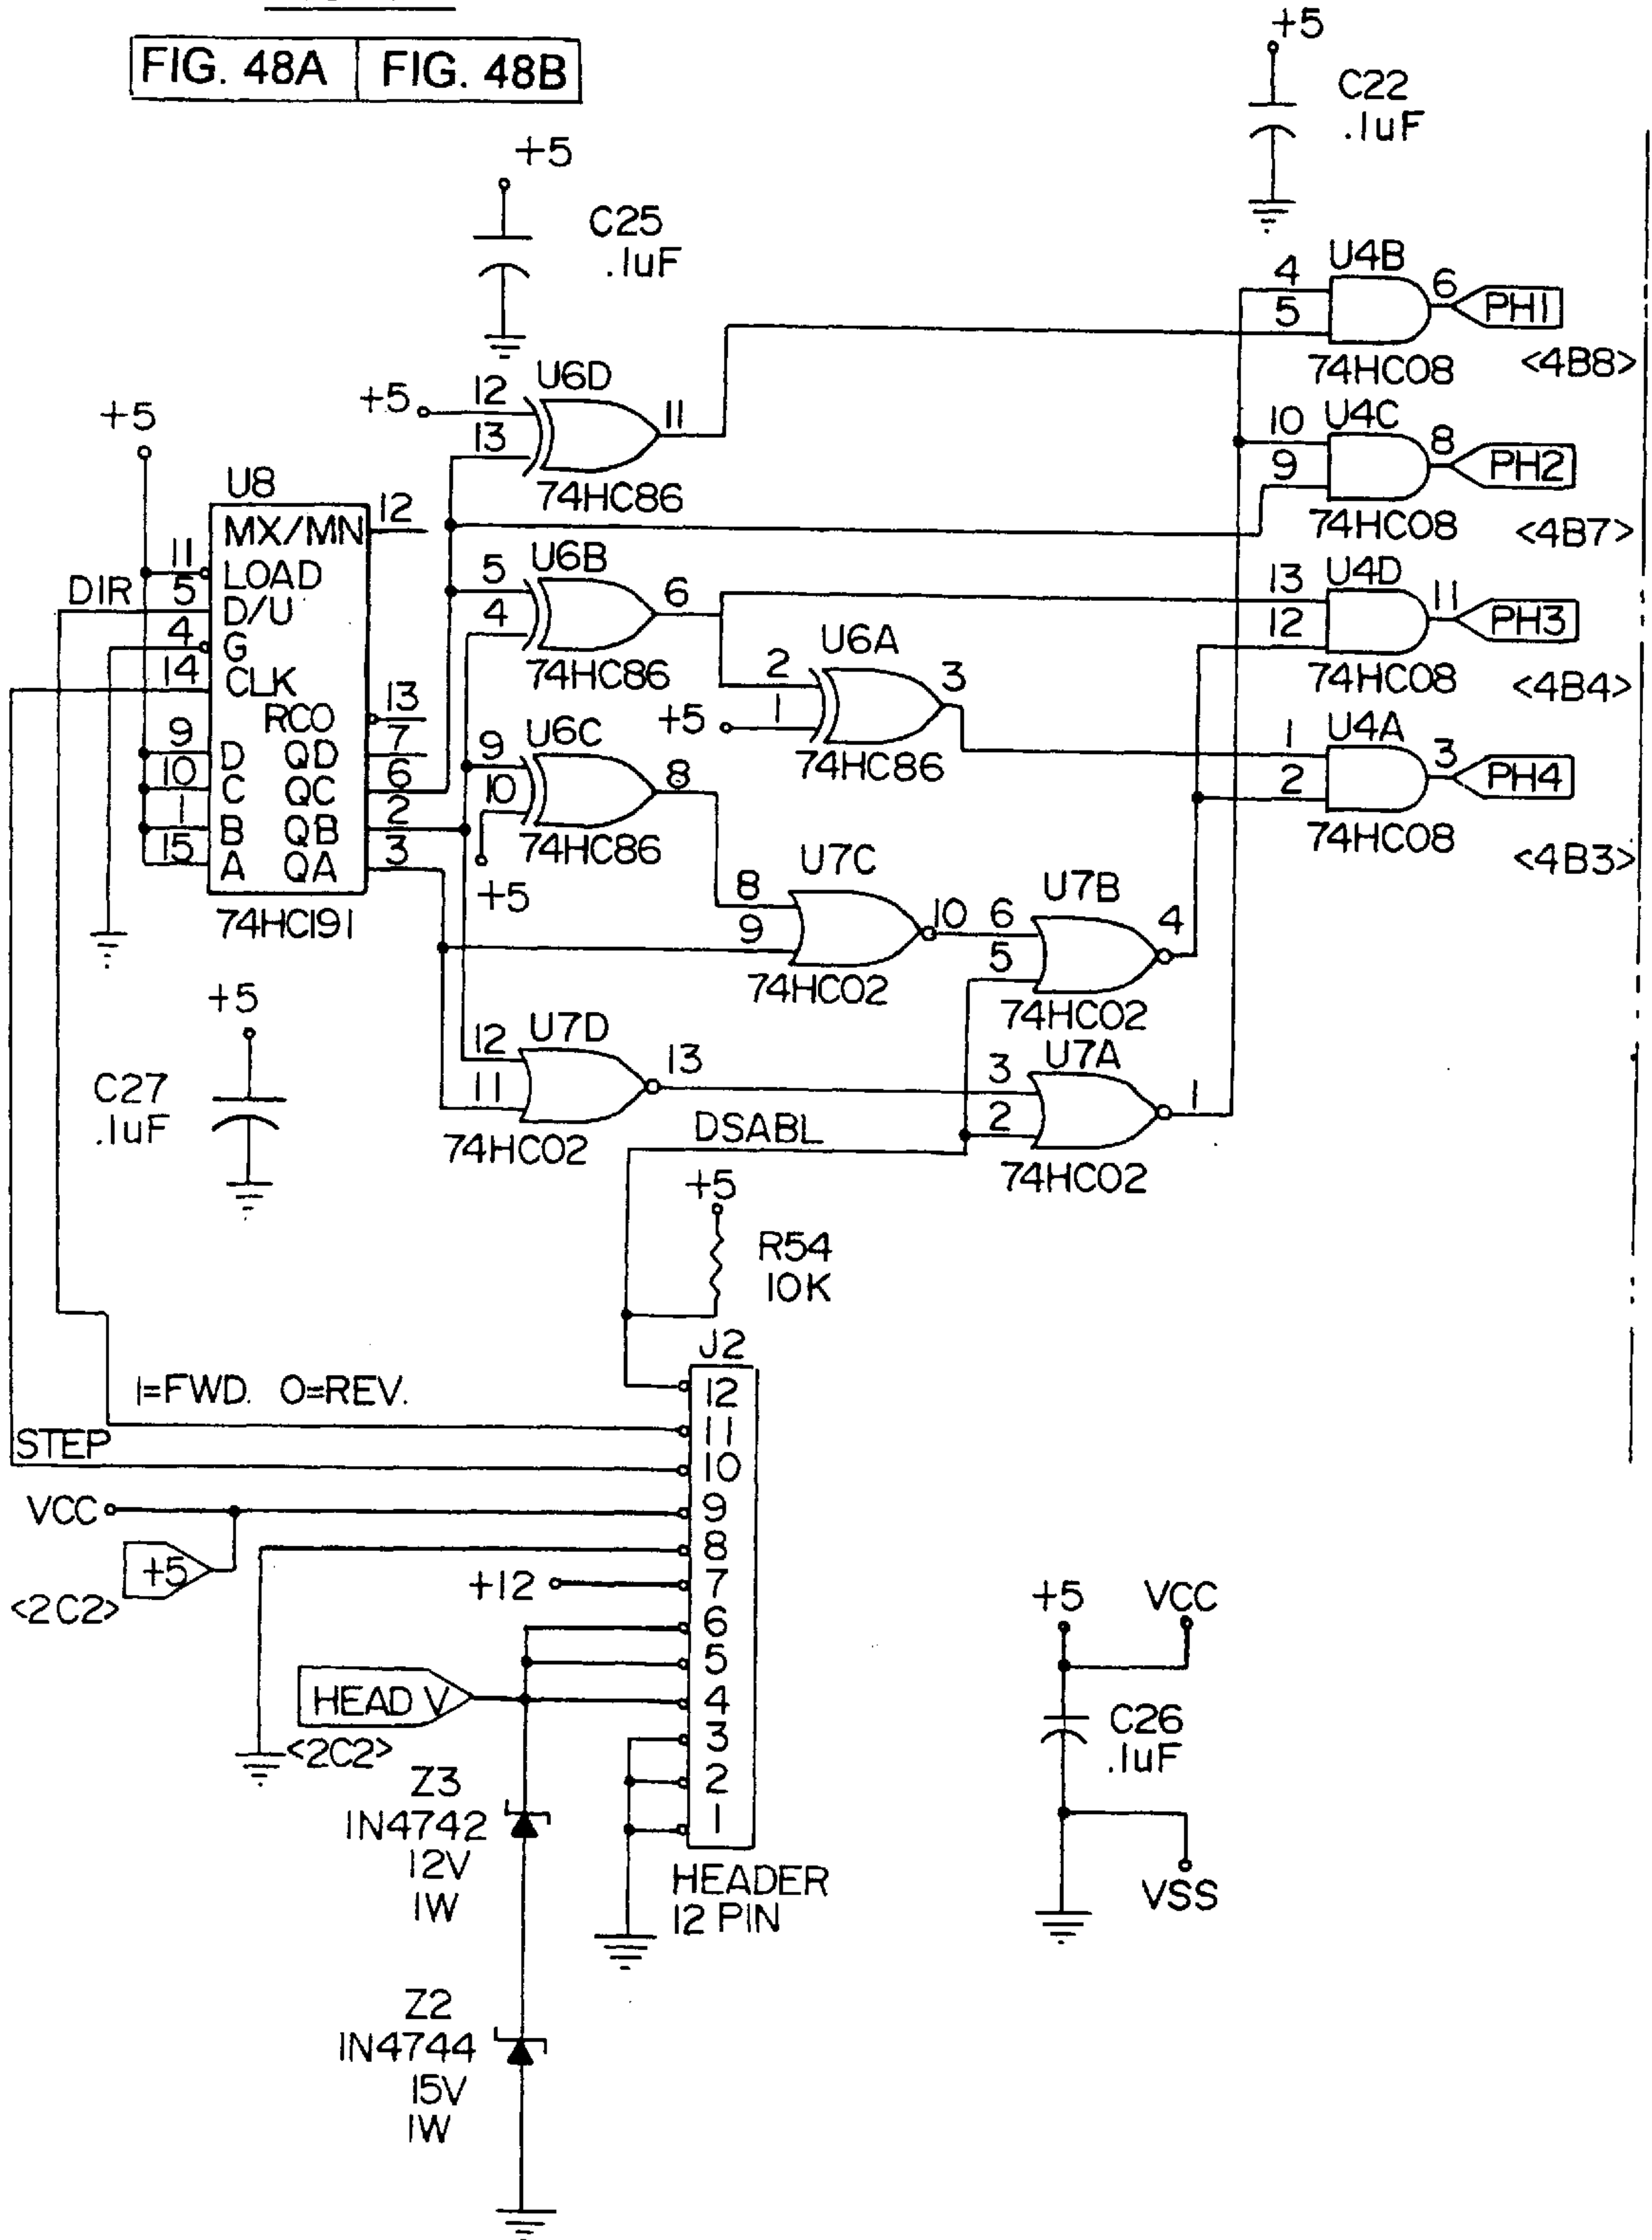 FIG. 48A FIG. 48B
+5
C22
.1uF
+5
C25
.1uF
U4B
4
5
6
PH1
74HC08
<4B8>
U6D
+5
12
13
11
74HC86
+5
U4C
10
9
8
PH2
74HC08
<4B7>
U8
MX/MN
12
11
LOAD
DIR
5
D/U
4
G
14
CLK
RCO
13
9
D
QD
7
10
C
QC
6
1
B
QB
2
15
A
QA
3
74HC191
U6B
5
4
6
74HC86
U4D
13
12
11
PH3
74HC08
<4B4>
U6A
2
1
3
+5
74HC86
U6C
9
10
8
74HC86
+5
U4A
1
2
3
PH4
74HC08
<4B3>
U7C
8
9
10
74HC02
U7B
6
5
4
74HC02
+5
C27
.1uF
U7D
12
11
13
74HC02
U7A
3
2
1
74HC02
DSABL
+5
R54
10K
J2
1=FWD. 0=REV.
STEP
VCC
+5
<2C2>
+12
HEAD V
<2C2>
12
11
10
9
8
7
6
5
4
3
2
1
HEADER
12 PIN
Z3
1N4742
12V
1W
Z2
1N4744
15V
1W
+5
VCC
C26
.1uF
VSS